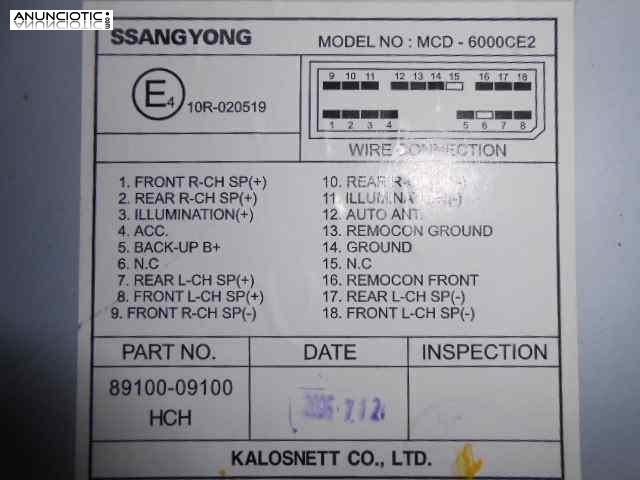 ANUNCIOTIC
SSANGYONG
MODEL NO : MCD - 6000CE2
E4
10R-020519
9 10 11 12 13 14 15 16 17 18
1 2 3 4 5 6 7 8
WIRE CONNECTION
1. FRONT R-CH SP(+)
2. REAR R-CH SP(+)
3. ILLUMINATION(+)
4. ACC.
5. BACK-UP B+
6. N.C
7. REAR L-CH SP(+)
8. FRONT L-CH SP(+)
9. FRONT R-CH SP(-)
10. REAR R-CH SP(-)
11. ILLUMINATION(-)
12. AUTO ANT.
13. REMOCON GROUND
14. GROUND
15. N.C
16. REMOCON FRONT
17. REAR L-CH SP(-)
18. FRONT L-CH SP(-)
PART NO. DATE INSPECTION
89100-09100
HCH
KALOSNETT CO., LTD.